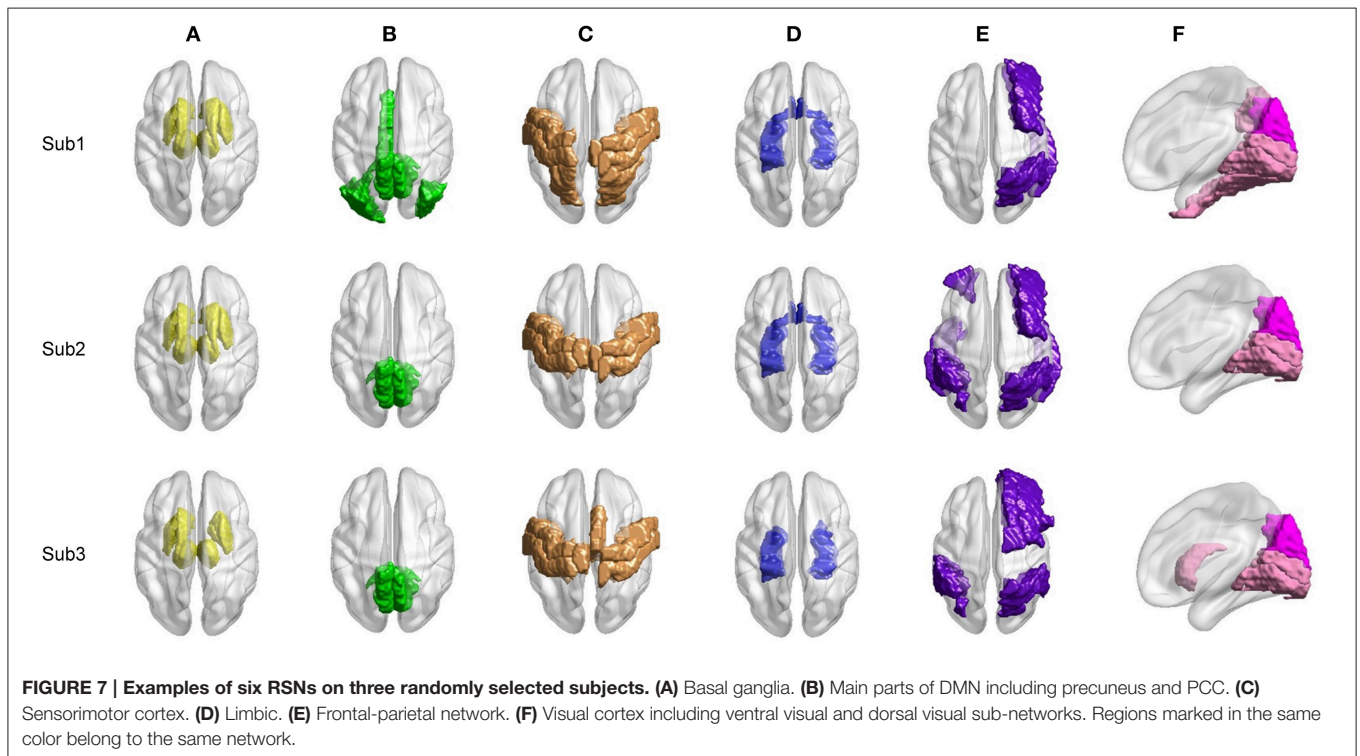 A B C D E F
Sub1
Sub2
Sub3
FIGURE 7 | Examples of six RSNs on three randomly selected subjects. (A) Basal ganglia. (B) Main parts of DMN including precuneus and PCC. (C)
Sensorimotor cortex. (D) Limbic. (E) Frontal-parietal network. (F) Visual cortex including ventral visual and dorsal visual sub-networks. Regions marked in the same
color belong to the same network.